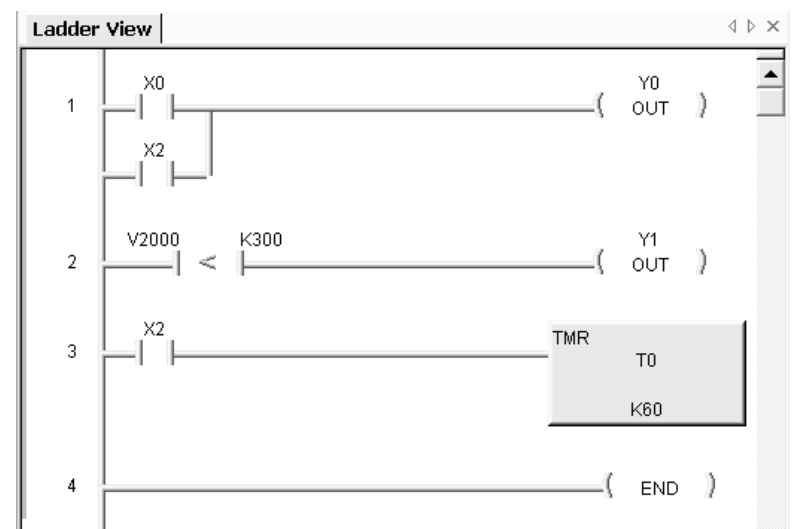 Ladder View
X0 Y0
1 OUT
X2
V2000 K300 Y1
2 < OUT
X2
3 TMR
T0
K60
4 END